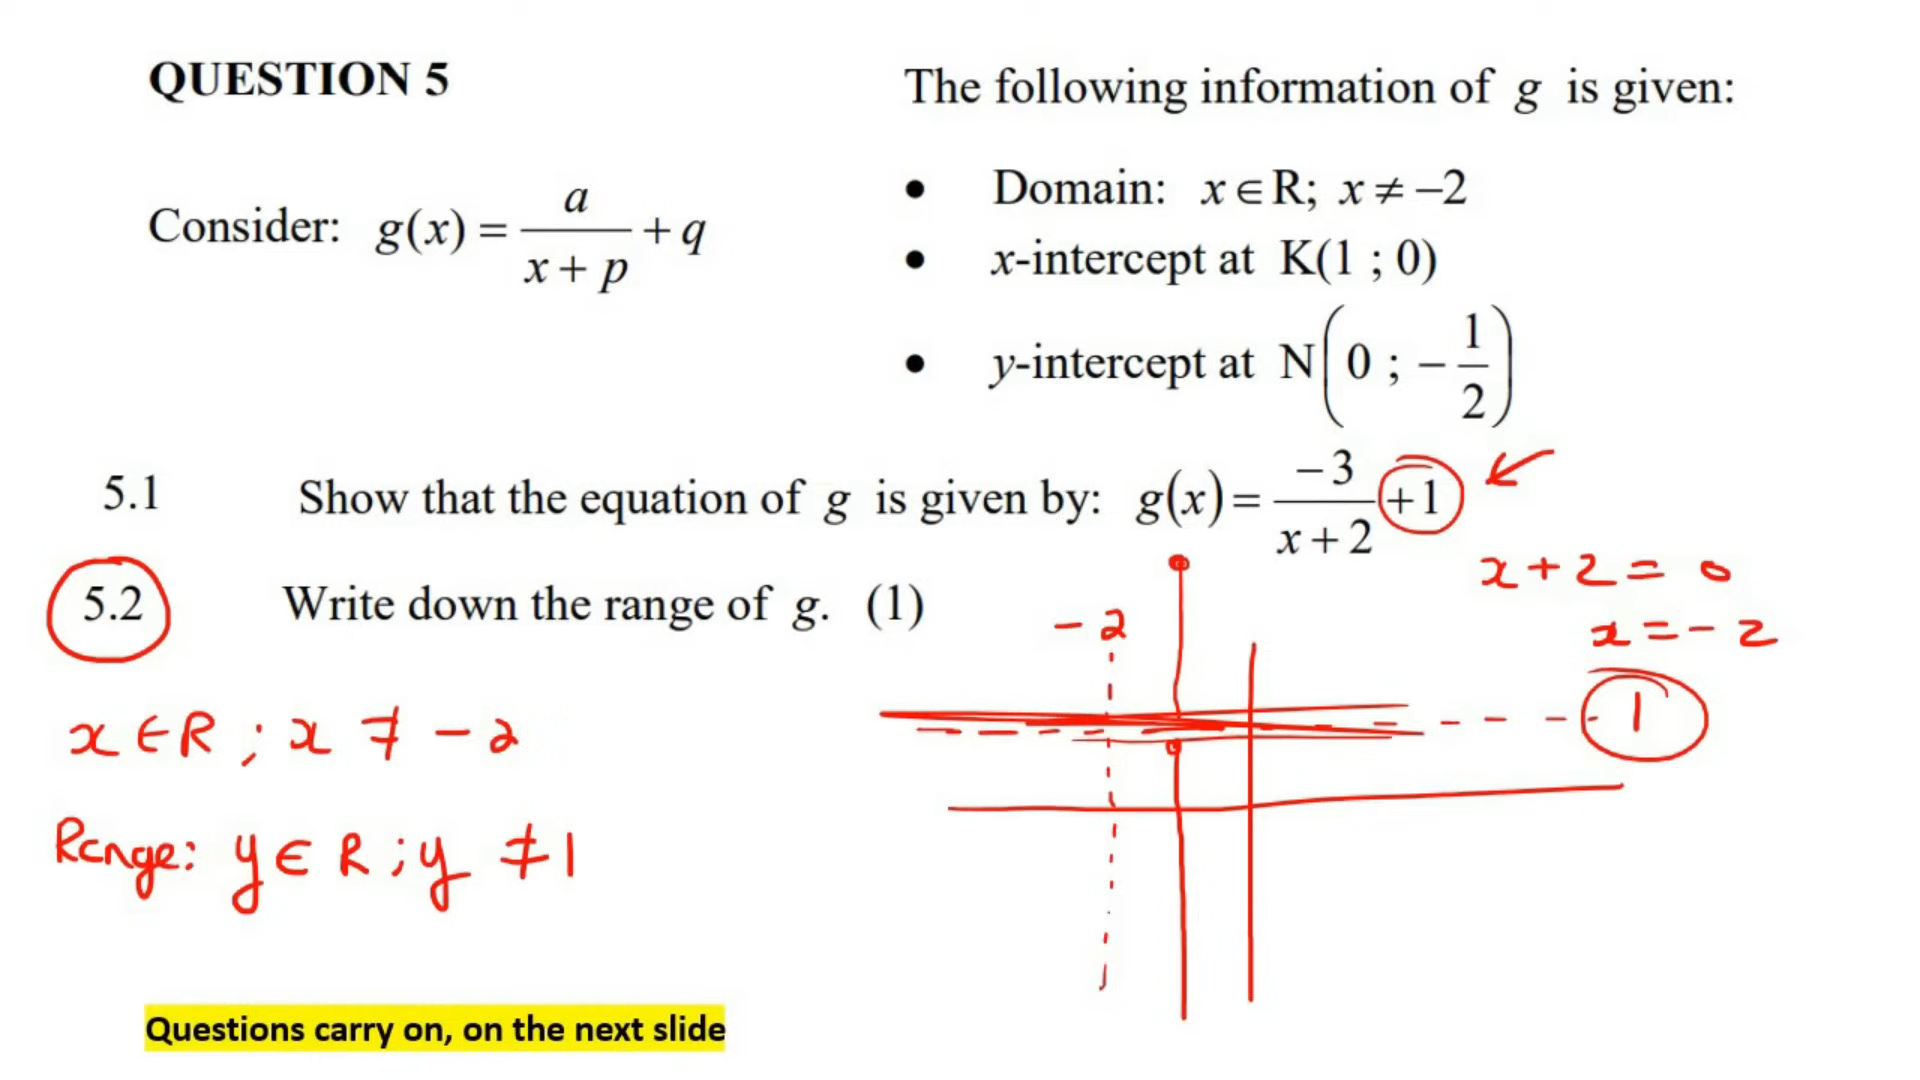 QUESTION 5
Consider: g(x) = a / (x + p) + q
The following information of g is given:
• Domain: x ∈ R; x ≠ −2
• x-intercept at K(1 ; 0)
• y-intercept at N(0 ; −1/2)
5.1 Show that the equation of g is given by: g(x) = −3 / (x + 2) + 1
5.2 Write down the range of g. (1)
x + 2 = 0
x = −2
−2
1
x ∈ R ; x ≠ −2
Range: y ∈ R ; y ≠ 1
Questions carry on, on the next slide